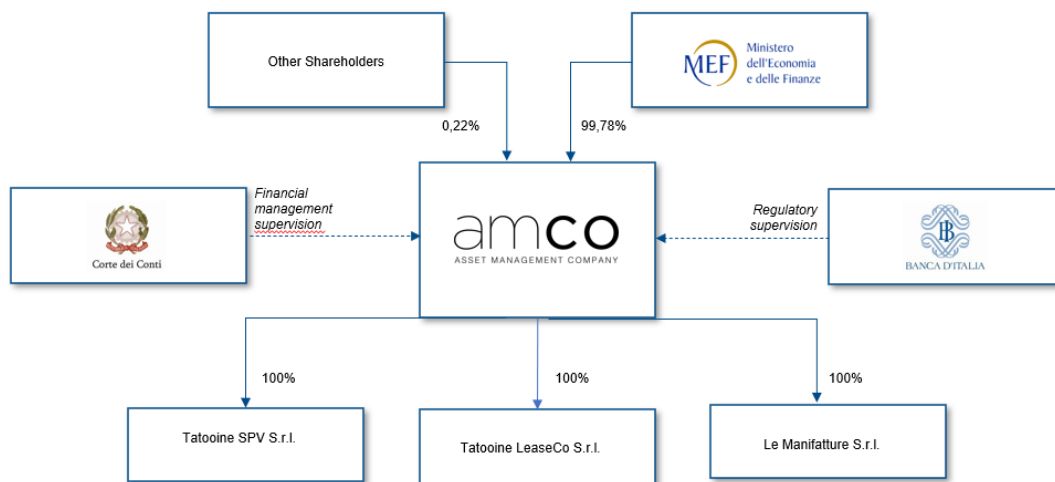 Other Shareholders
MEF
Ministero
dell'Economia
e delle Finanze
0,22%
99,78%
Corte dei Conti
Financial
management
supervision
amco
ASSET MANAGEMENT COMPANY
Regulatory
supervision
BANCA D'ITALIA
100%
100%
100%
Tatooine SPV S.r.l.
Tatooine LeaseCo S.r.l.
Le Manifatture S.r.l.